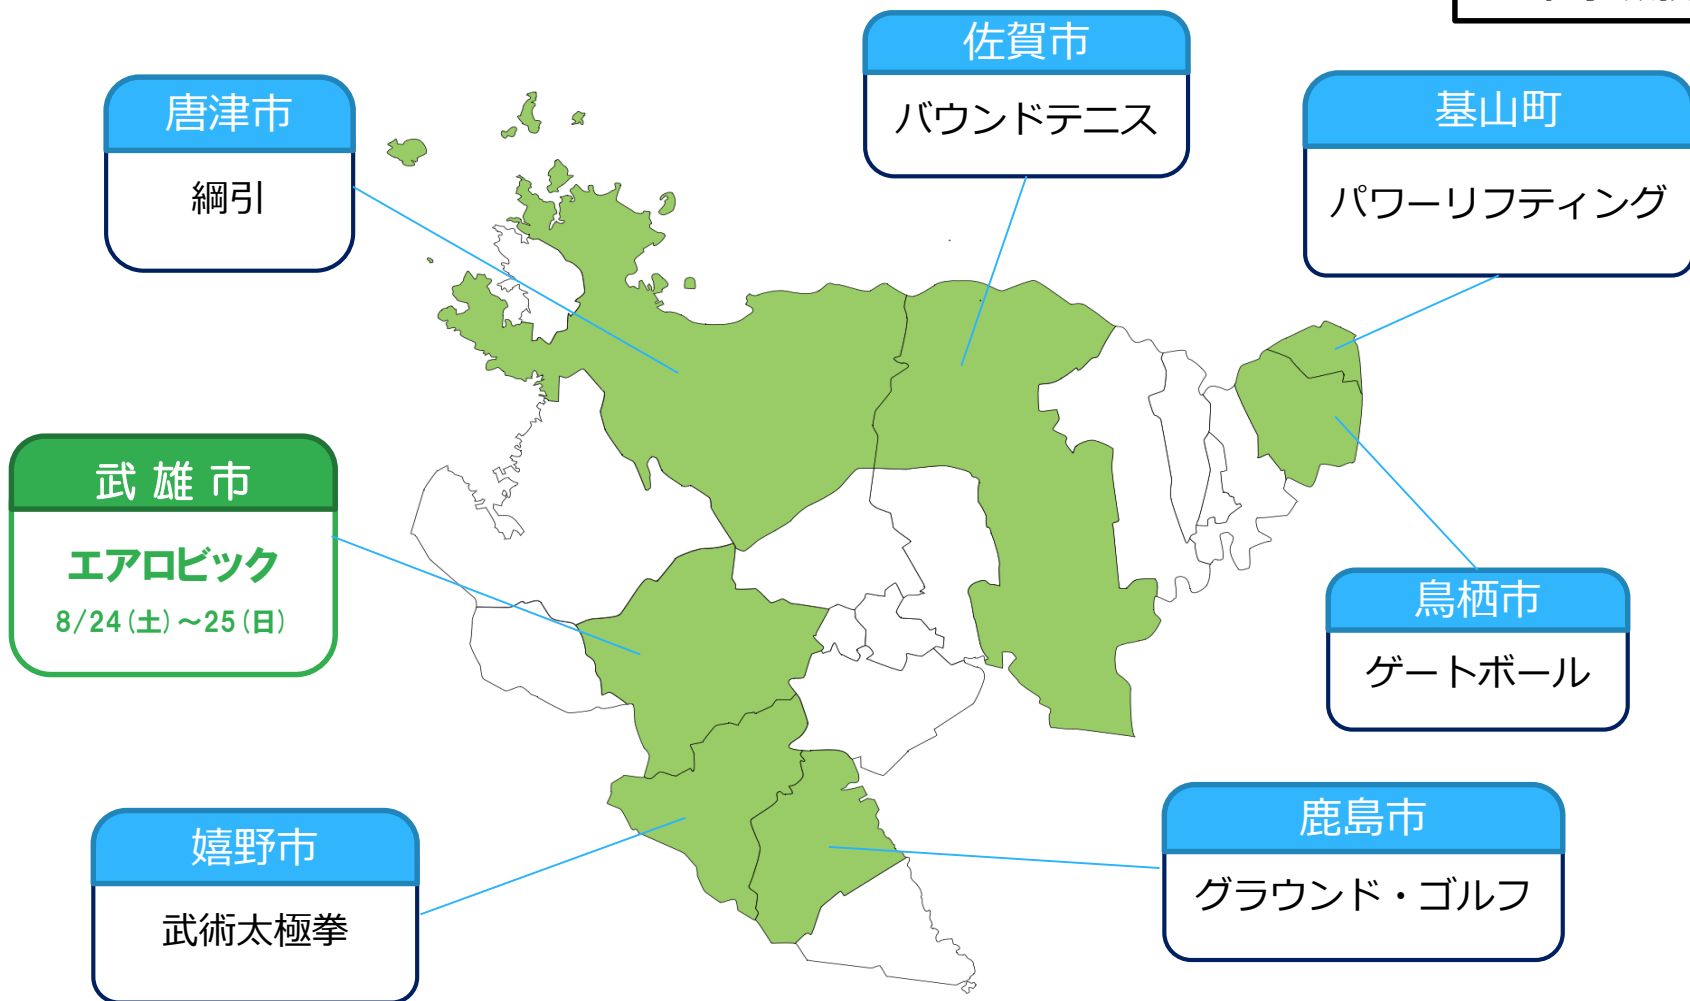 佐賀市
バウンドテニス
唐津市
綱引
基山町
パワーリフティング
武雄市
エアロビック
8/24(土)~25(日)
鳥栖市
ゲートボール
嬉野市
武術太極拳
鹿島市
グラウンド・ゴルフ